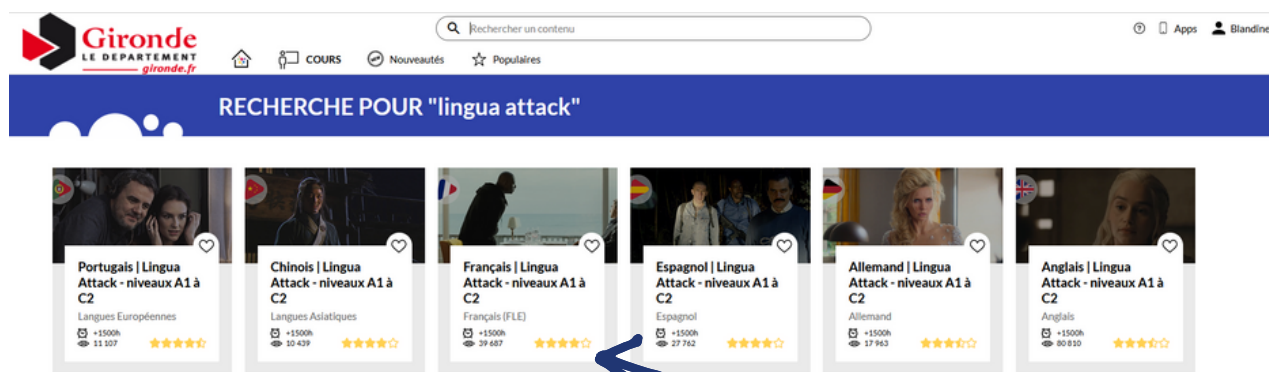 Gironde
LE DEPARTEMENT
gironde.fr
Rechercher un contenu
Apps
Blandine
COURS
Nouveautés
Populaires
RECHERCHE POUR "lingua attack"
Portugais | Lingua
Attack - niveaux A1 à
C2
Langues Européennes
+1500h
11 107
Chinois | Lingua
Attack - niveaux A1 à
C2
Langues Asiatiques
+1500h
10 439
Français | Lingua
Attack - niveaux A1 à
C2
Français (FLE)
+1500h
39 687
Espagnol | Lingua
Attack - niveaux A1 à
C2
Espagnol
+1500h
27 762
Allemand | Lingua
Attack - niveaux A1 à
C2
Allemand
+1500h
17 963
Anglais | Lingua
Attack - niveaux A1 à
C2
Anglais
+1500h
80 810